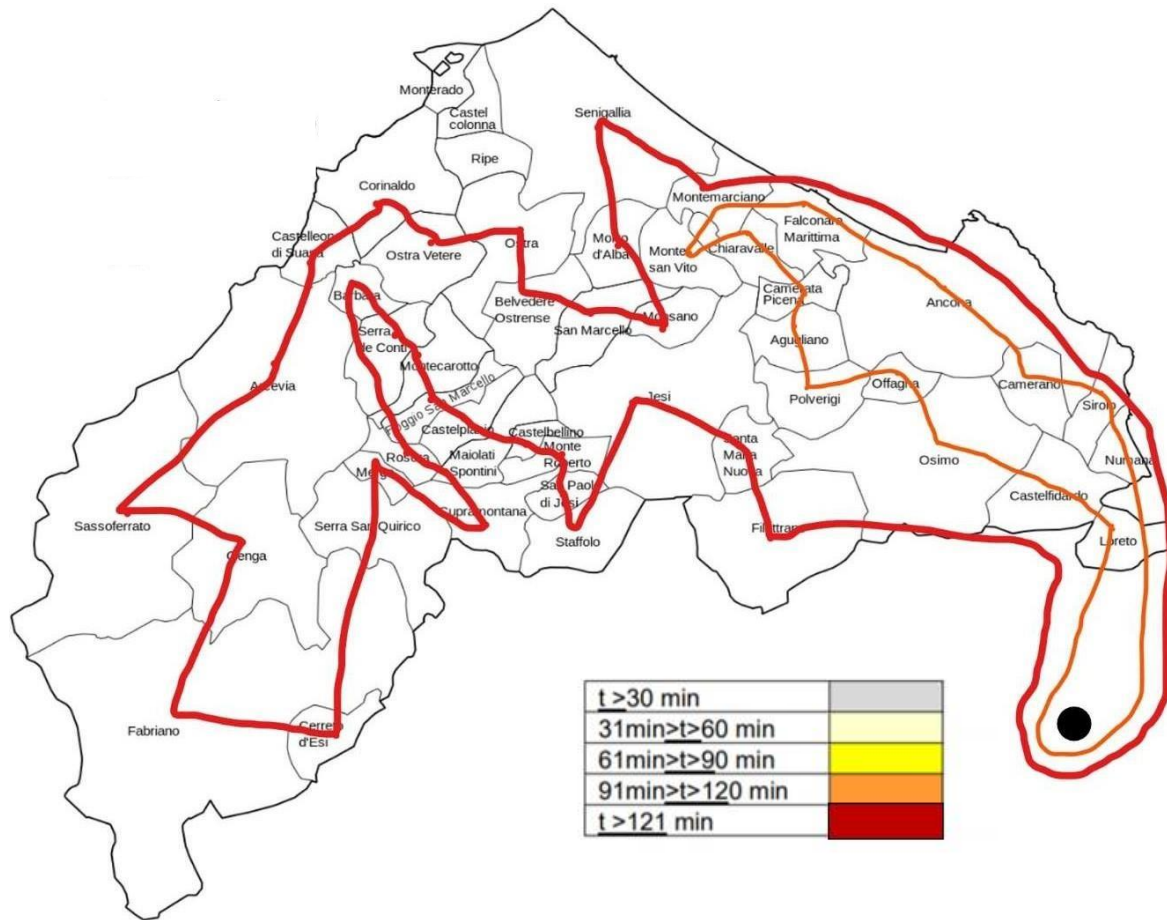 Monterado
Castel
colonna
Senigallia
Ripe
Corinaldo
Montemarciano
Castelleone
di Suasa
Ostra Vetere
Ostra
Morro
d'Alba
Monte
san Vito
Chiaravalle
Falconara
Marittima
Barbara
Belvedere
Ostrense
Camerata
Picena
Ancona
Serra
de Conti
San Marcello
Monsano
Agugliano
Arcevia
Montecarotto
Poggio San Marcello
Jesi
Polverigi
Offagna
Camerano
Sirolo
Castelplanio
Castelbellino
Rosora
Maiolati
Spontini
Monte
Roberto
Santa
Maria
Nuova
Osimo
Numana
Mergo
San Paolo
di Jesi
Castelfidardo
Sassoferrato
Serra San Quirico
Cupramontana
Filottrano
Genga
Staffolo
Loreto
Fabriano
Cerreto
d'Esi
t >30 min
31min>t>60 min
61min>t>90 min
91min>t>120 min
t >121 min